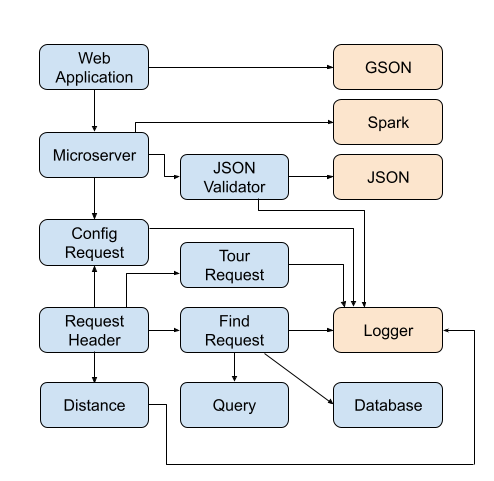 Web
Application
GSON
Spark
Microserver
JSON
Validator
JSON
Config
Request
Tour
Request
Request
Header
Find
Request
Logger
Distance
Query
Database